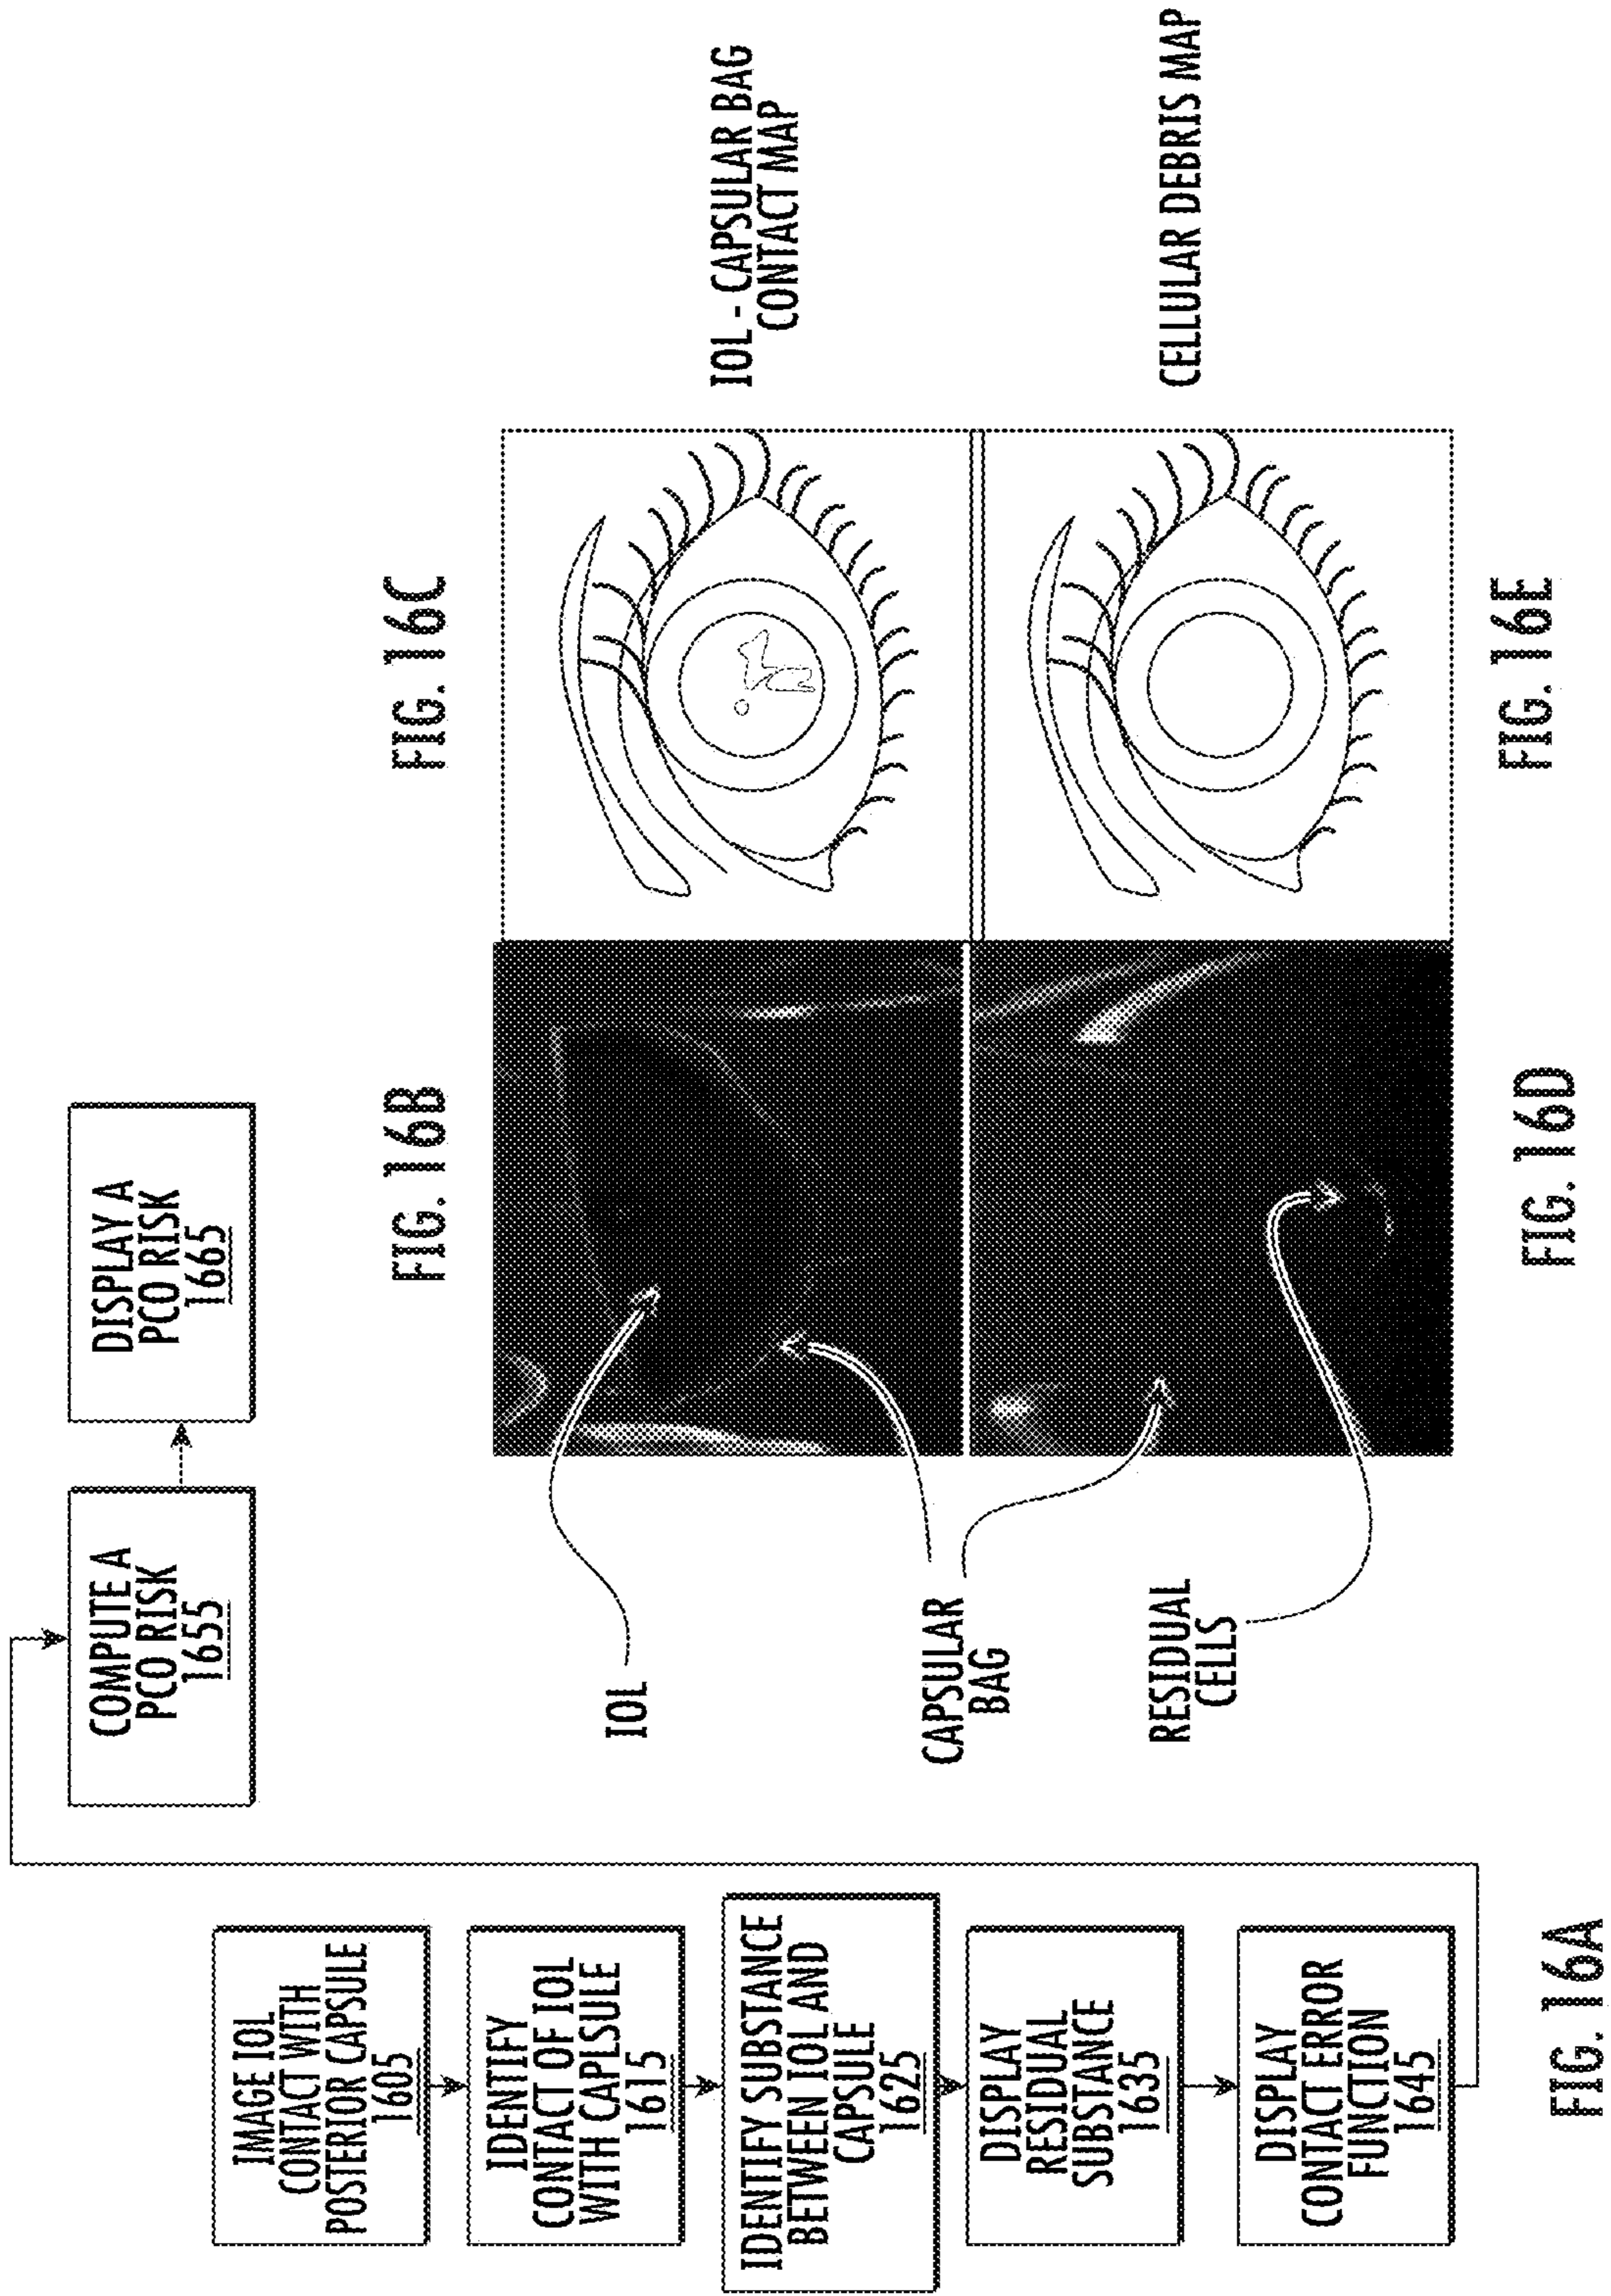 IMAGE IOL
CONTACT WITH
POSTERIOR CAPSULE
1605
IDENTIFY
CONTACT OF IOL
WITH CAPLSULE
1615
IDENTIFY SUBSTANCE
BETWEEN IOL AND
CAPSULE
1625
DISPLAY
RESIDUAL
SUBSTANCE
1635
DISPLAY
CONTACT ERROR
FUNCTION
1645
FIG. 16A
COMPUTE A
PCO RISK
1655
DISPLAY A
PCO RISK
1665
FIG. 16B
FIG. 16C
IOL
CAPSULAR
BAG
RESIDUAL
CELLS
IOL - CAPSULAR BAG
CONTACT MAP
CELLULAR DEBRIS MAP
FIG. 16D
FIG. 16E